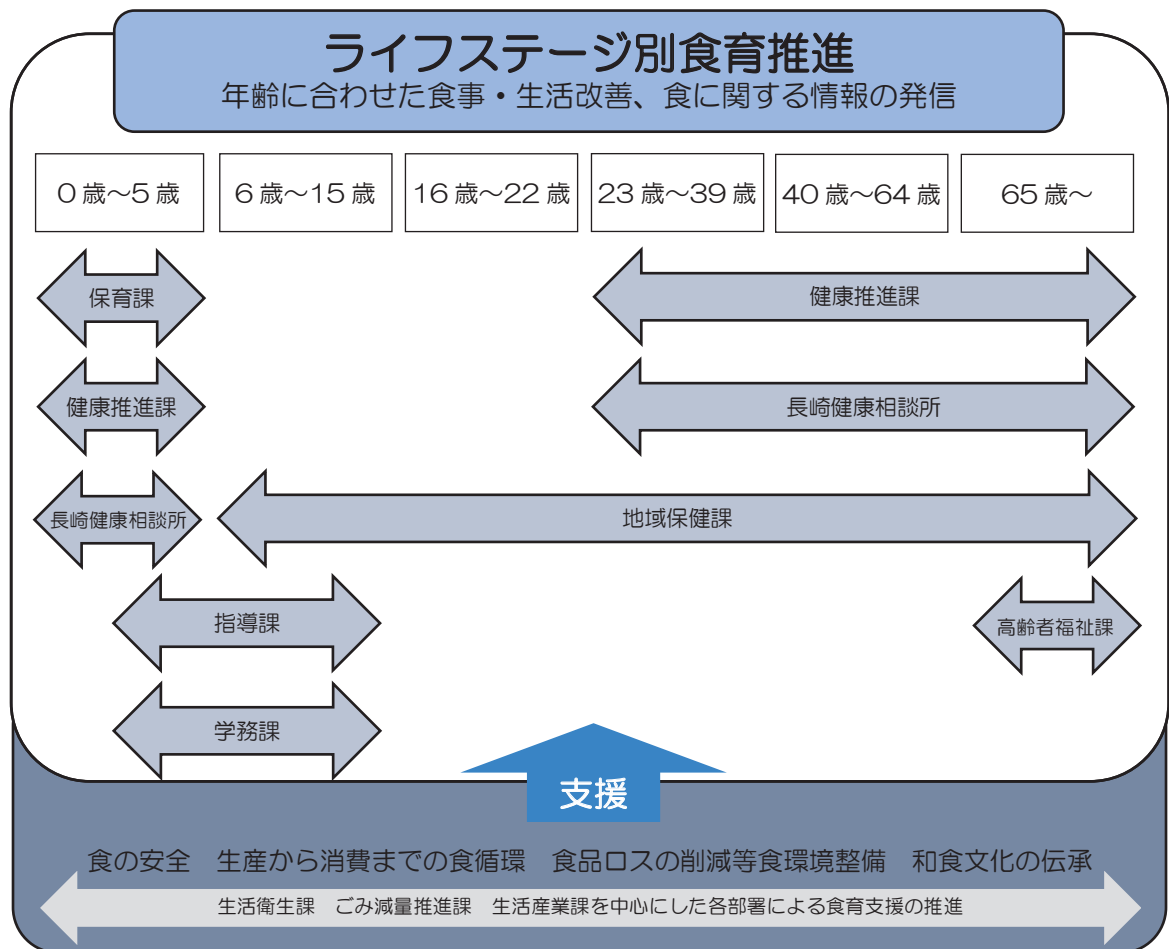 ライフステージ別食育推進
年齢に合わせた食事・生活改善、食に関する情報の発信
0歳～5歳
6歳～15歳
16歳～22歳
23歳～39歳
40歳～64歳
65歳～
保育課
健康推進課
健康推進課
長崎健康相談所
長崎健康相談所
地域保健課
指導課
高齢者福祉課
学務課
支援
食の安全　生産から消費までの食循環　食品ロスの削減等食環境整備　和食文化の伝承
生活衛生課　ごみ減量推進課　生活産業課を中心にした各部署による食育支援の推進